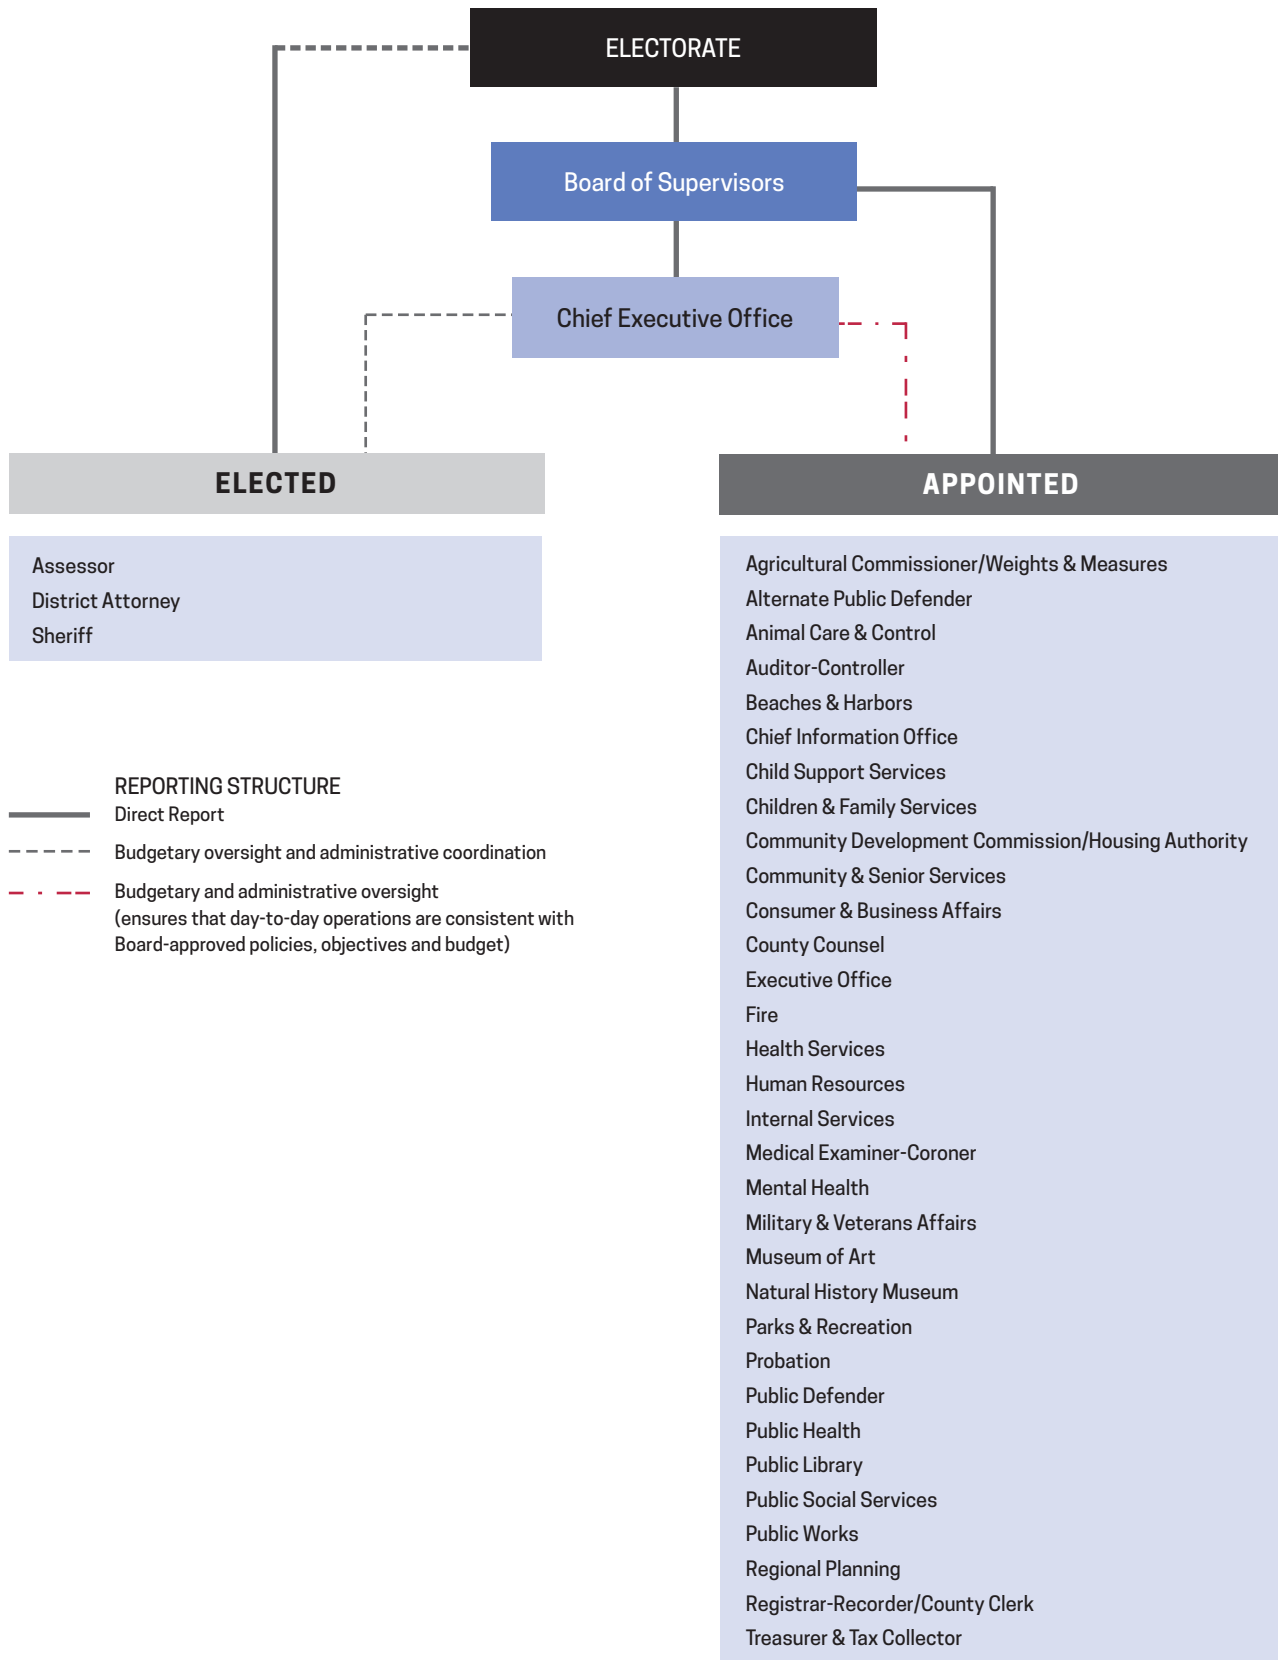 ELECTORATE
Board of Supervisors
Chief Executive Office
ELECTED
Assessor
District Attorney
Sheriff
REPORTING STRUCTURE
Direct Report
Budgetary oversight and administrative coordination
Budgetary and administrative oversight
(ensures that day-to-day operations are consistent with
Board-approved policies, objectives and budget)
APPOINTED
Agricultural Commissioner/Weights & Measures
Alternate Public Defender
Animal Care & Control
Auditor-Controller
Beaches & Harbors
Chief Information Office
Child Support Services
Children & Family Services
Community Development Commission/Housing Authority
Community & Senior Services
Consumer & Business Affairs
County Counsel
Executive Office
Fire
Health Services
Human Resources
Internal Services
Medical Examiner-Coroner
Mental Health
Military & Veterans Affairs
Museum of Art
Natural History Museum
Parks & Recreation
Probation
Public Defender
Public Health
Public Library
Public Social Services
Public Works
Regional Planning
Registrar-Recorder/County Clerk
Treasurer & Tax Collector